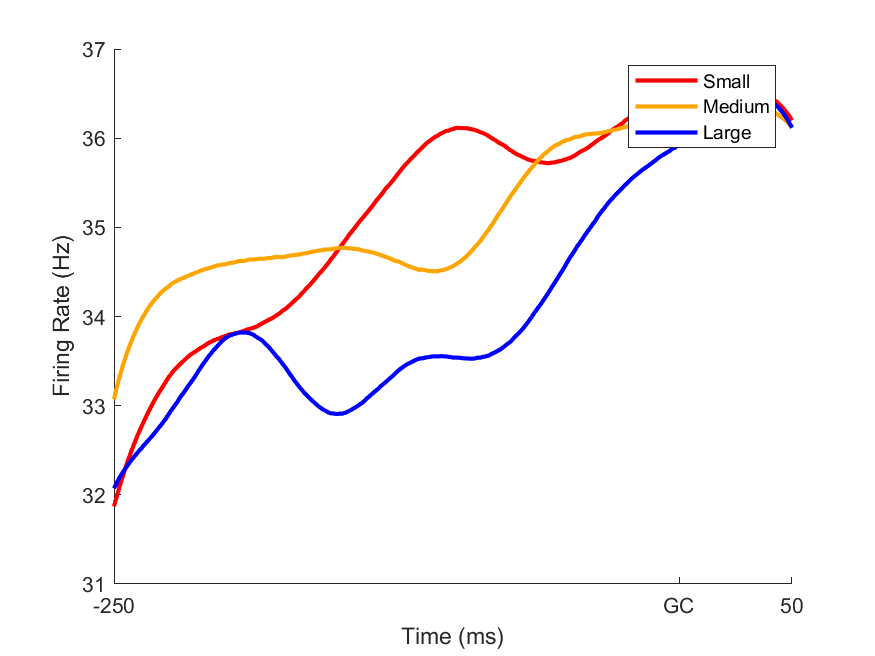 37
36
35
34
33
32
31
Firing Rate (Hz)
Small
Medium
Large
-250
GC
50
Time (ms)